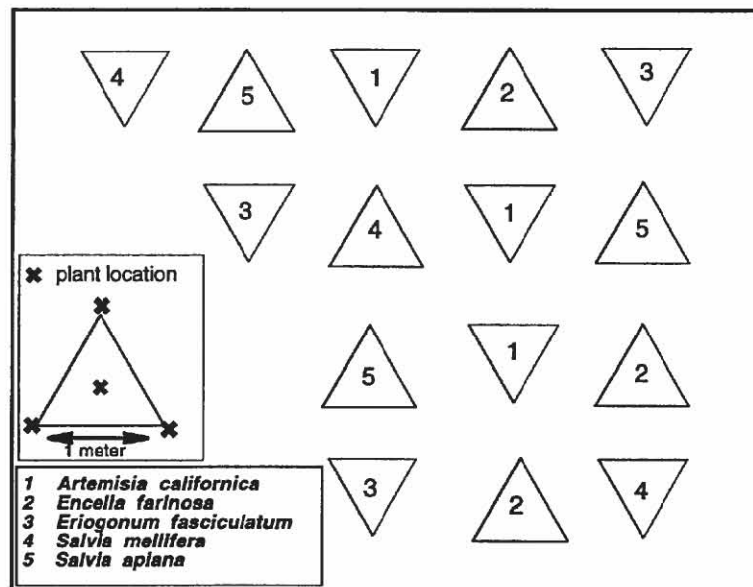 4 5 1 2 3
3 4 1 5
✖ plant location
1 meter
5 1 2
3 2 4
1 Artemisia californica
2 Encelia farinosa
3 Eriogonum fasciculatum
4 Salvia mellifera
5 Salvia apiana